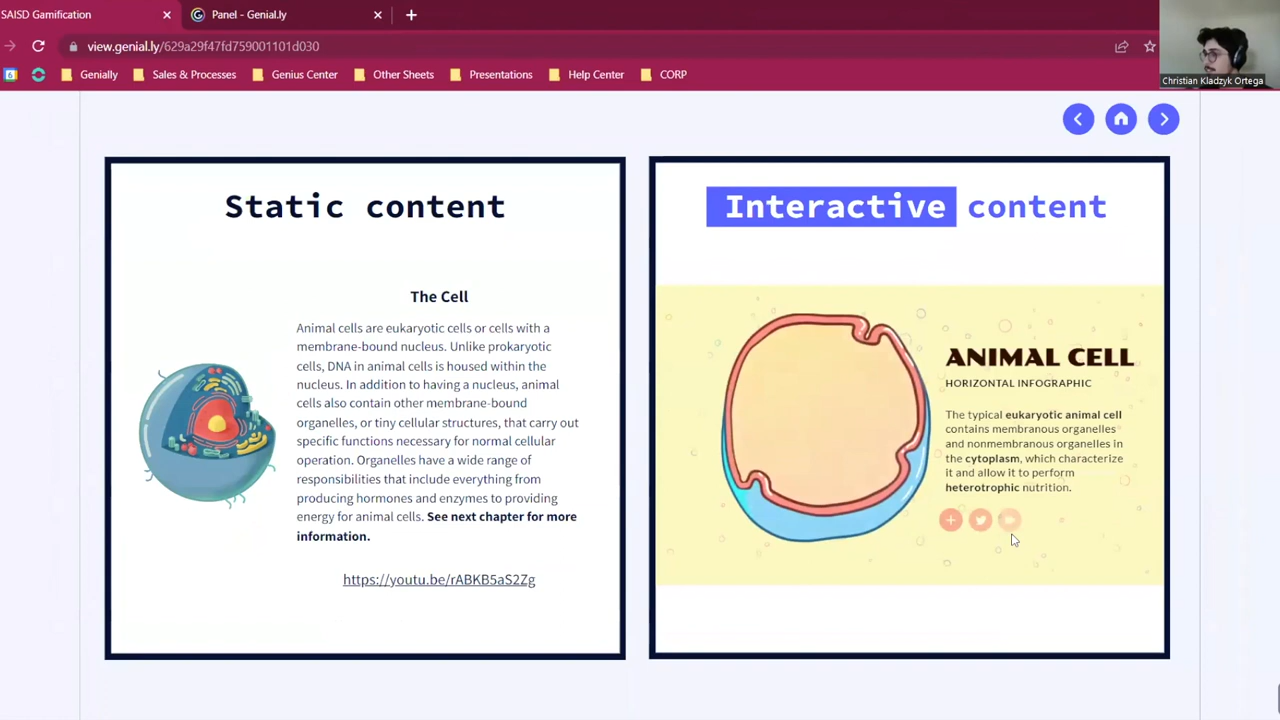 SAISD Gamification
Panel - Genial.ly
view.genial.ly/629a29f47fd759001101d030
Genially
Sales & Processes
Genius Center
Other Sheets
Presentations
Help Center
CORP
Christian Kladzyk Ortega
Static content
The Cell
Animal cells are eukaryotic cells or cells with a
membrane-bound nucleus. Unlike prokaryotic
cells, DNA in animal cells is housed within the
nucleus. In addition to having a nucleus, animal
cells also contain other membrane-bound
organelles, or tiny cellular structures, that carry out
specific functions necessary for normal cellular
operation. Organelles have a wide range of
responsibilities that include everything from
producing hormones and enzymes to providing
energy for animal cells. See next chapter for more
information.
https://youtu.be/rABKB5aS2Zg
Interactive content
ANIMAL CELL
HORIZONTAL INFOGRAPHIC
The typical eukaryotic animal cell
contains membranous organelles
and nonmembranous organelles in
the cytoplasm, which characterize
it and allow it to perform
heterotrophic nutrition.